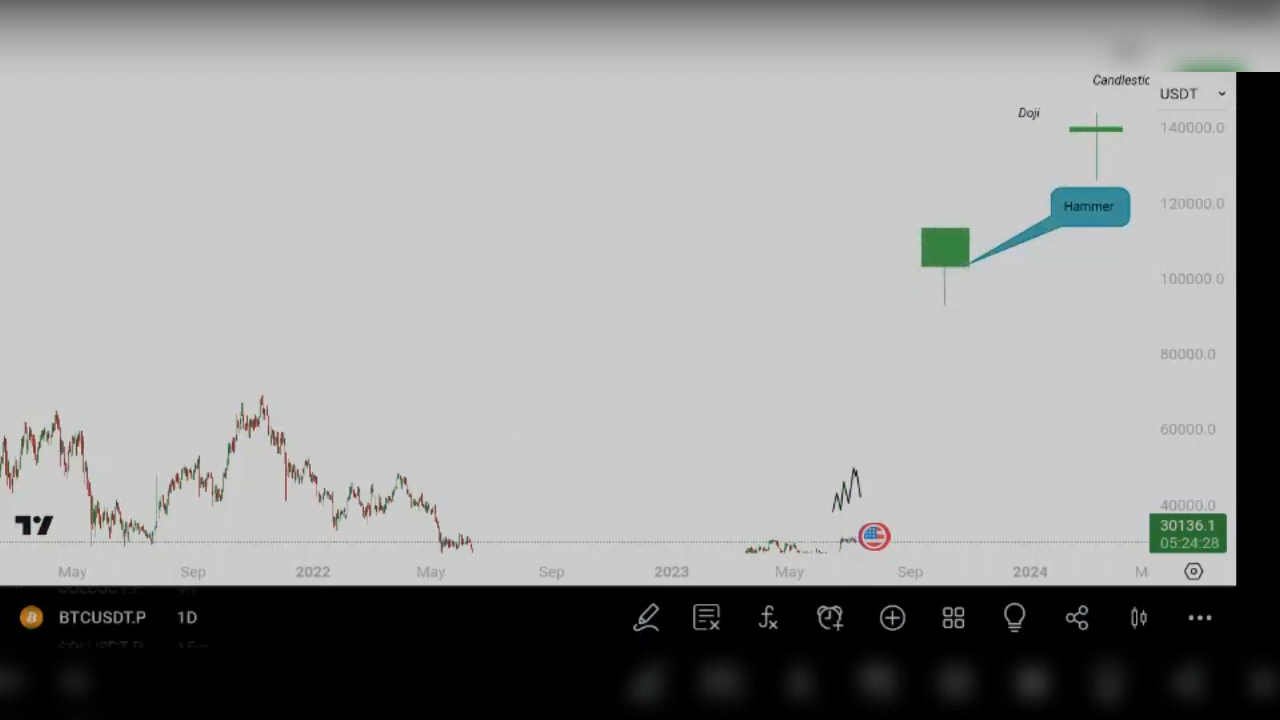 Candlestic
USDT
Doji
140000.0
Hammer
120000.0
100000.0
80000.0
60000.0
40000.0
30136.1
05:24:28
May Sep 2022 May Sep 2023 May Sep 2024 M
BTCUSDT.P 1D